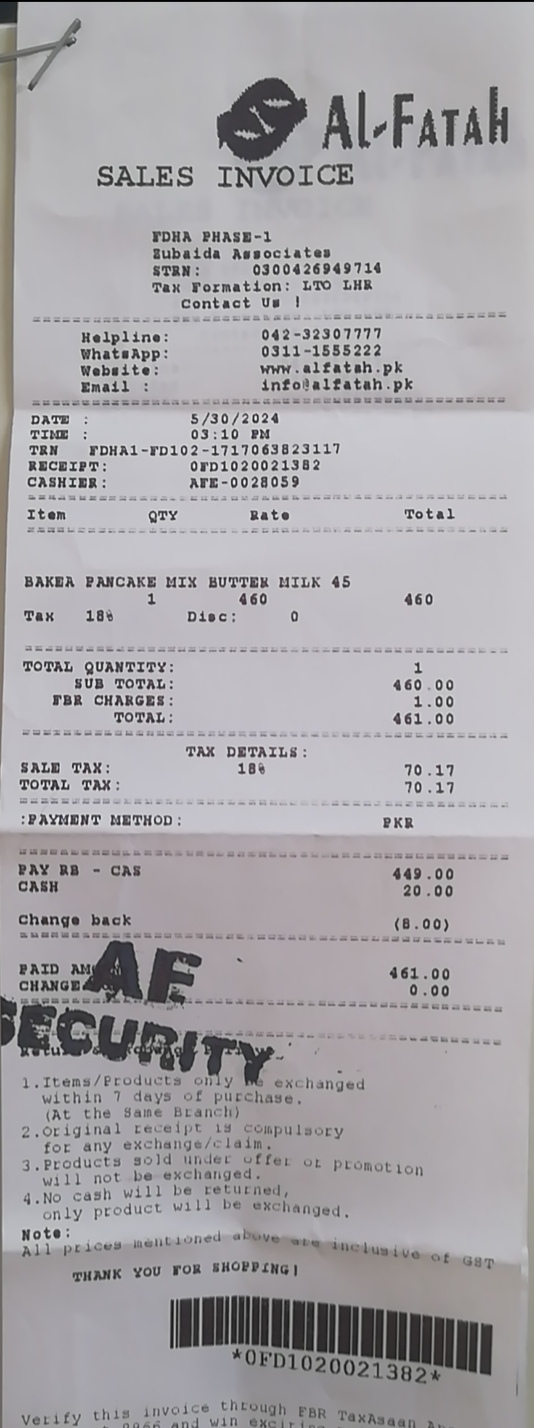 AL-FATAH
SALES INVOICE
FDHA PHASE-1
Zubaida Associates
STRN: 0300426949714
Tax Formation: LTO LHR
Contact Us !
Helpline: 042-32307777
WhatsApp: 0311-1555222
Website: www.alfatah.pk
Email : info@alfatah.pk
DATE : 5/30/2024
TIME : 03:10 PM
TRN FDHA1-FD102-1717063823117
RECEIPT: 0FD1020021382
CASHIER: AFE-0028059
Item QTY Rate Total
BAKEA PANCAKE MIX BUTTER MILK 45
1 460 460
Tax 18% Disc: 0
TOTAL QUANTITY: 1
SUB TOTAL: 460.00
FBR CHARGES: 1.00
TOTAL: 461.00
TAX DETAILS:
SALE TAX: 18% 70.17
TOTAL TAX: 70.17
:PAYMENT METHOD: PKR
PAY RB - CAS 449.00
CASH 20.00
Change back (8.00)
PAID 461.00
CHANGE 0.00
AF
SECURITY
1.Items/Products only be exchanged
within 7 days of purchase.
(At the Same Branch)
2.Original receipt is compulsory
for any exchange/claim.
3.Products sold under offer or promotion
will not be exchanged.
4.No cash will be returned,
only product will be exchanged.
Note:
All prices mentioned above are inclusive of GST
THANK YOU FOR SHOPPING!
*0FD1020021382*
Verify this invoice through FBR TaxAsaan
9966 and win